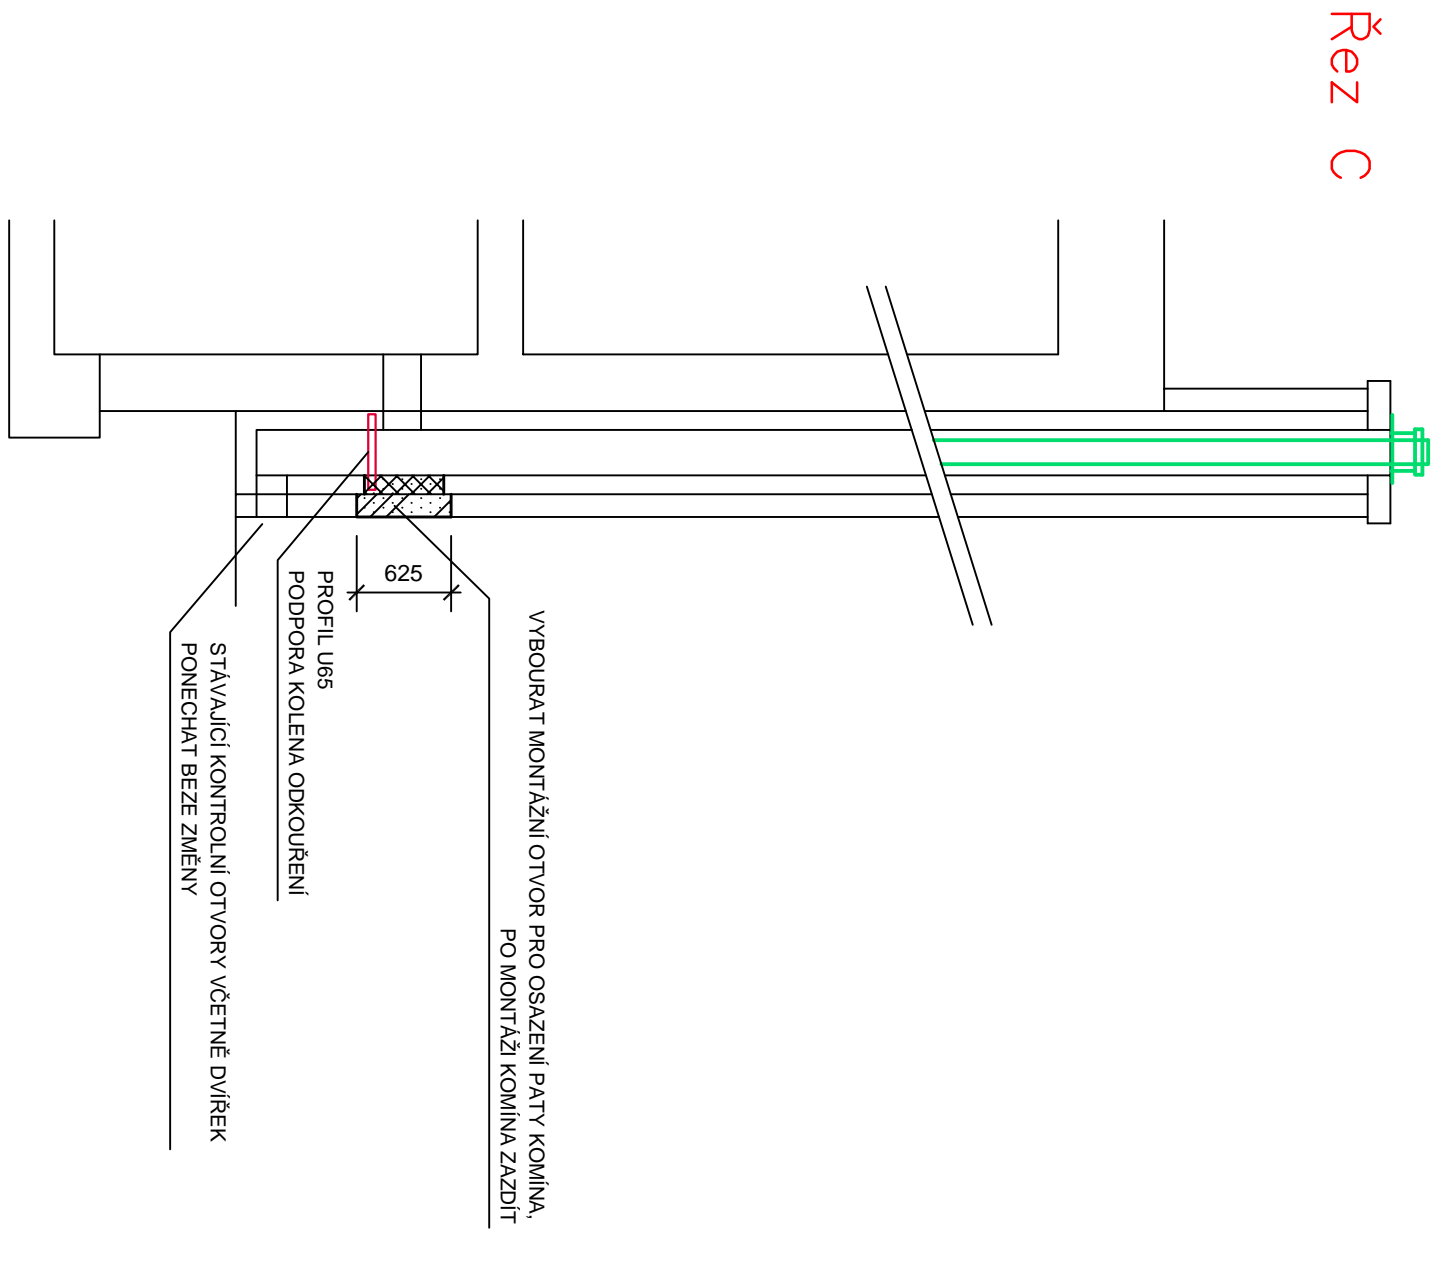 Řez C
VYBOURAT MONTÁŽNÍ OTVOR PRO OSAZENÍ PATY KOMÍNA,
PO MONTÁŽI KOMÍNA ZAZDÍT
625
PROFIL U65
PODPORA KOLENA ODKOUŘENÍ
STÁVAJÍCÍ KONTROLNÍ OTVORY VČETNĚ DVÍŘEK
PONECHAT BEZE ZMĚNY